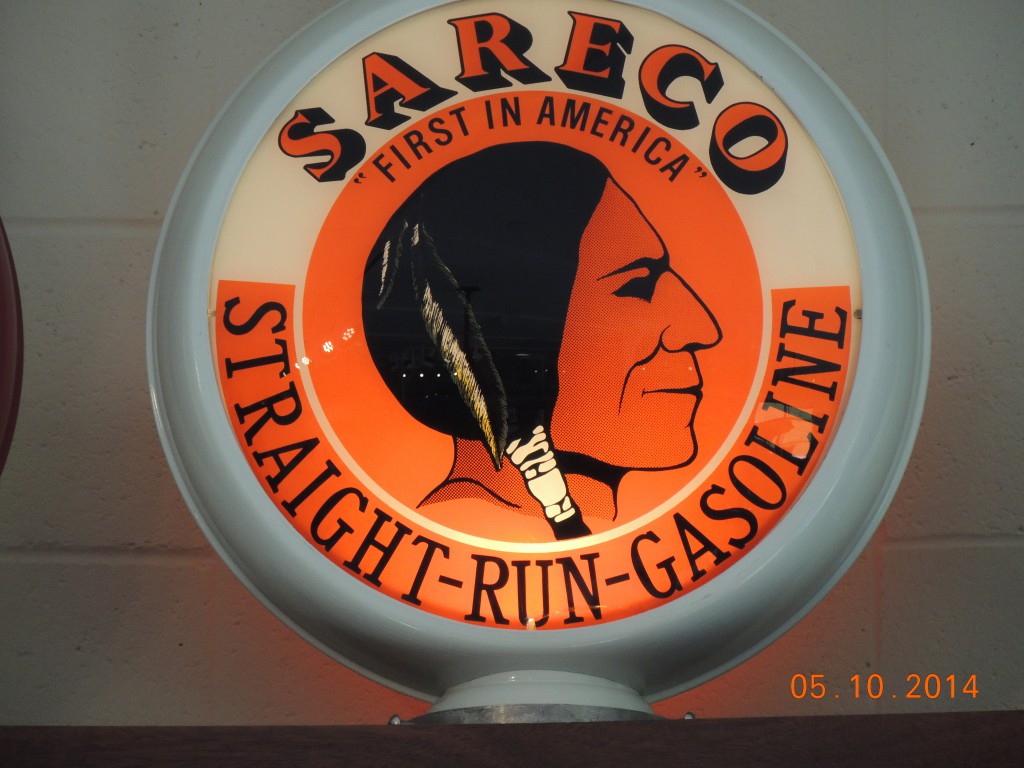 SARECO
"FIRST IN AMERICA"
STRAIGHT-RUN-GASOLINE
05.10.2014